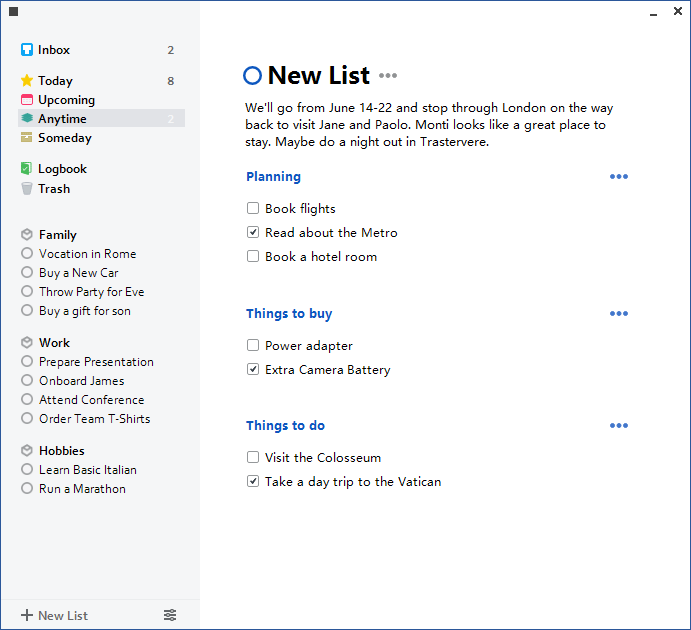 Inbox 2
Today 8
Upcoming
Anytime 2
Someday
Logbook
Trash
Family
Vocation in Rome
Buy a New Car
Throw Party for Eve
Buy a gift for son
Work
Prepare Presentation
Onboard James
Attend Conference
Order Team T-Shirts
Hobbies
Learn Basic Italian
Run a Marathon
New List
New List
We'll go from June 14-22 and stop through London on the way
back to visit Jane and Paolo. Monti looks like a great place to
stay. Maybe do a night out in Trastervere.
Planning
Book flights
Read about the Metro
Book a hotel room
Things to buy
Power adapter
Extra Camera Battery
Things to do
Visit the Colosseum
Take a day trip to the Vatican